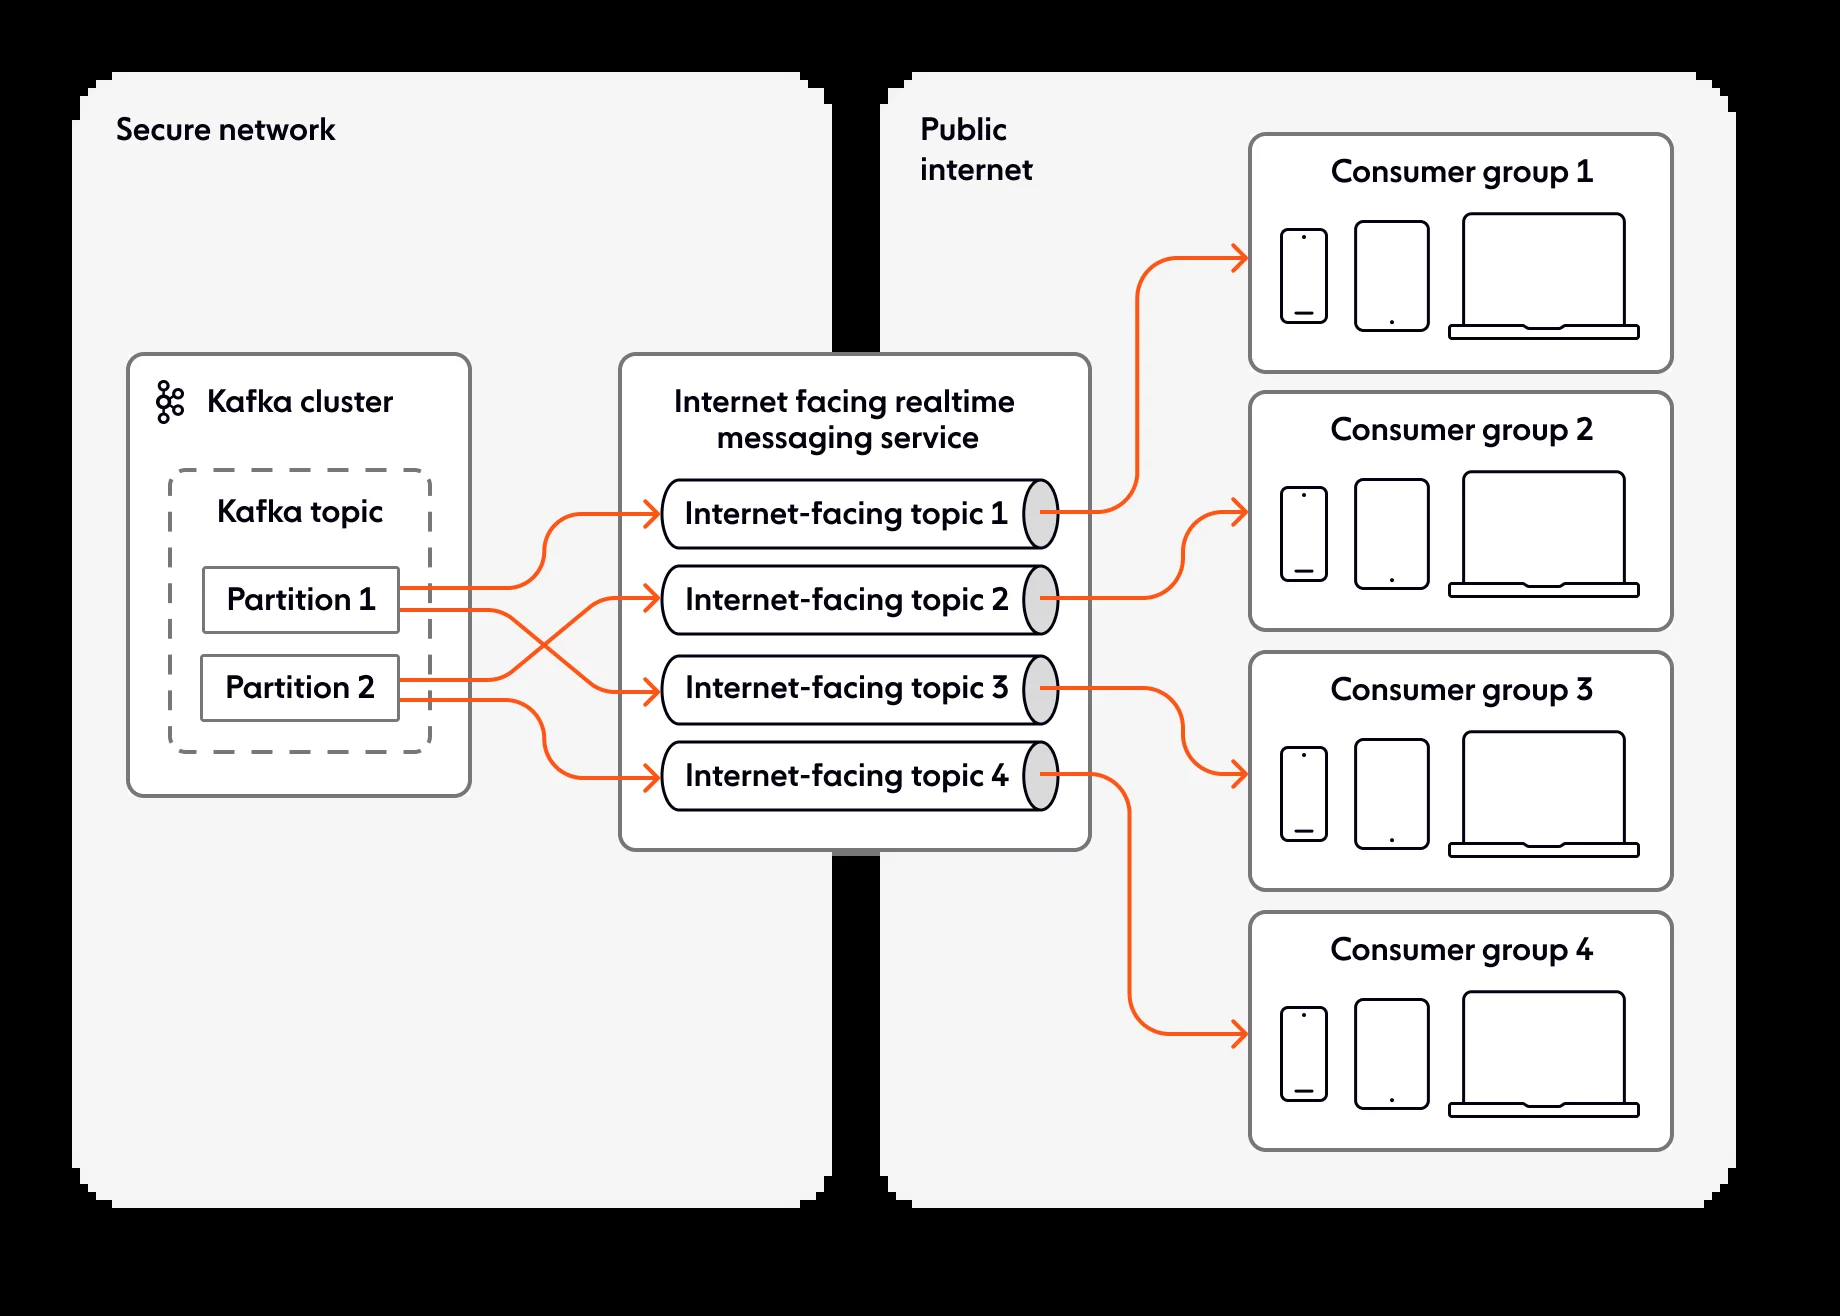 Secure network
Kafka cluster
Kafka topic
Partition 1
Partition 2
Internet facing realtime
messaging service
Internet-facing topic 1
Internet-facing topic 2
Internet-facing topic 3
Internet-facing topic 4
Public
internet
Consumer group 1
Consumer group 2
Consumer group 3
Consumer group 4